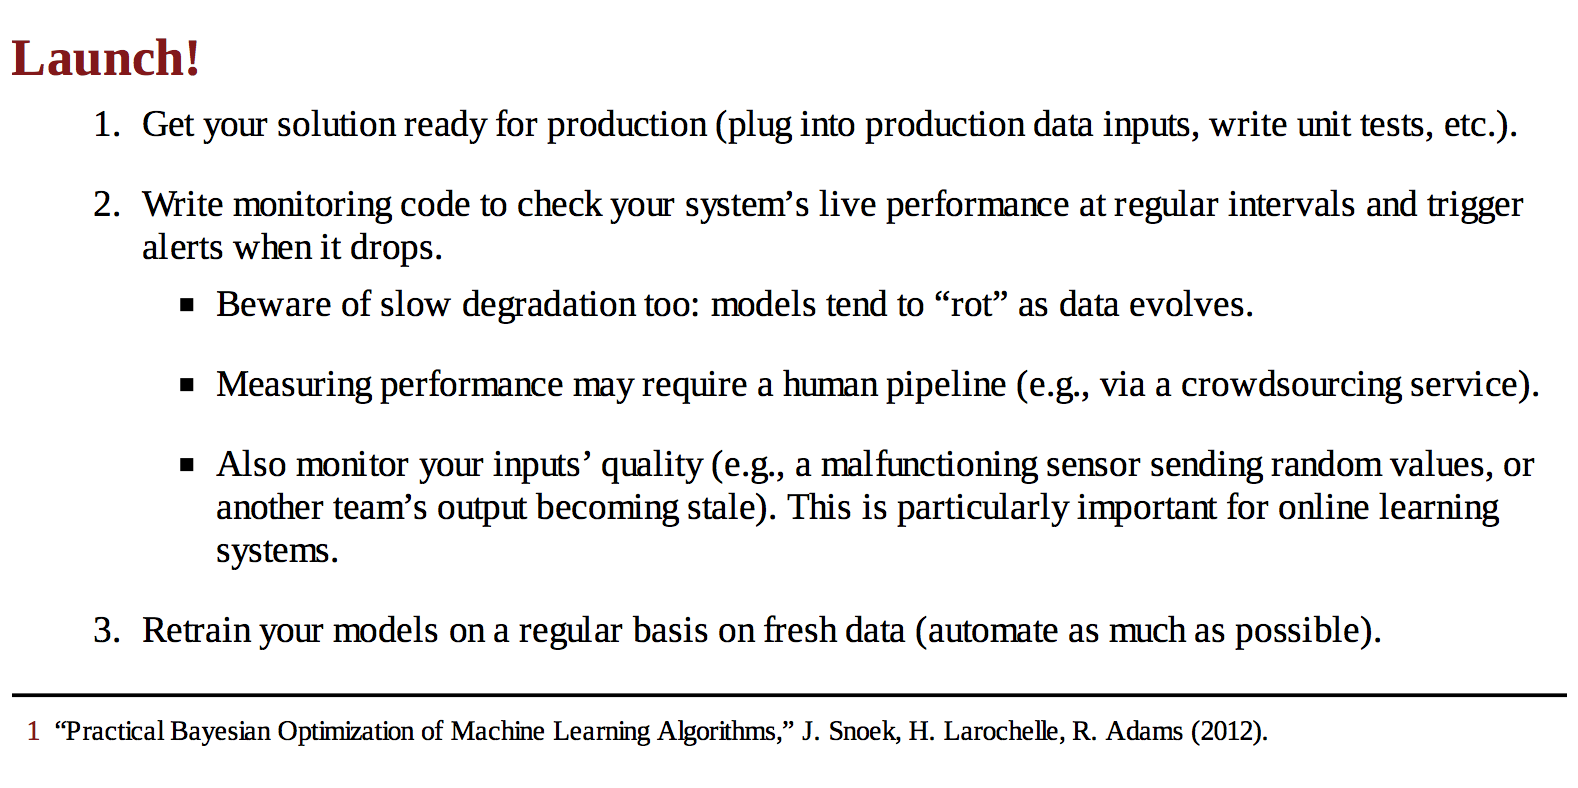 Launch!
1. Get your solution ready for production (plug into production data inputs, write unit tests, etc.).
2. Write monitoring code to check your system’s live performance at regular intervals and trigger
alerts when it drops.
■ Beware of slow degradation too: models tend to “rot” as data evolves.
■ Measuring performance may require a human pipeline (e.g., via a crowdsourcing service).
■ Also monitor your inputs’ quality (e.g., a malfunctioning sensor sending random values, or
another team’s output becoming stale). This is particularly important for online learning
systems.
3. Retrain your models on a regular basis on fresh data (automate as much as possible).
1 “Practical Bayesian Optimization of Machine Learning Algorithms,” J. Snoek, H. Larochelle, R. Adams (2012).